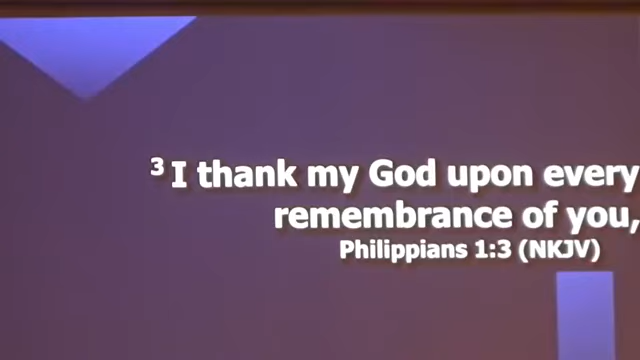 ³ I thank my God upon every
remembrance of you,
Philippians 1:3 (NKJV)